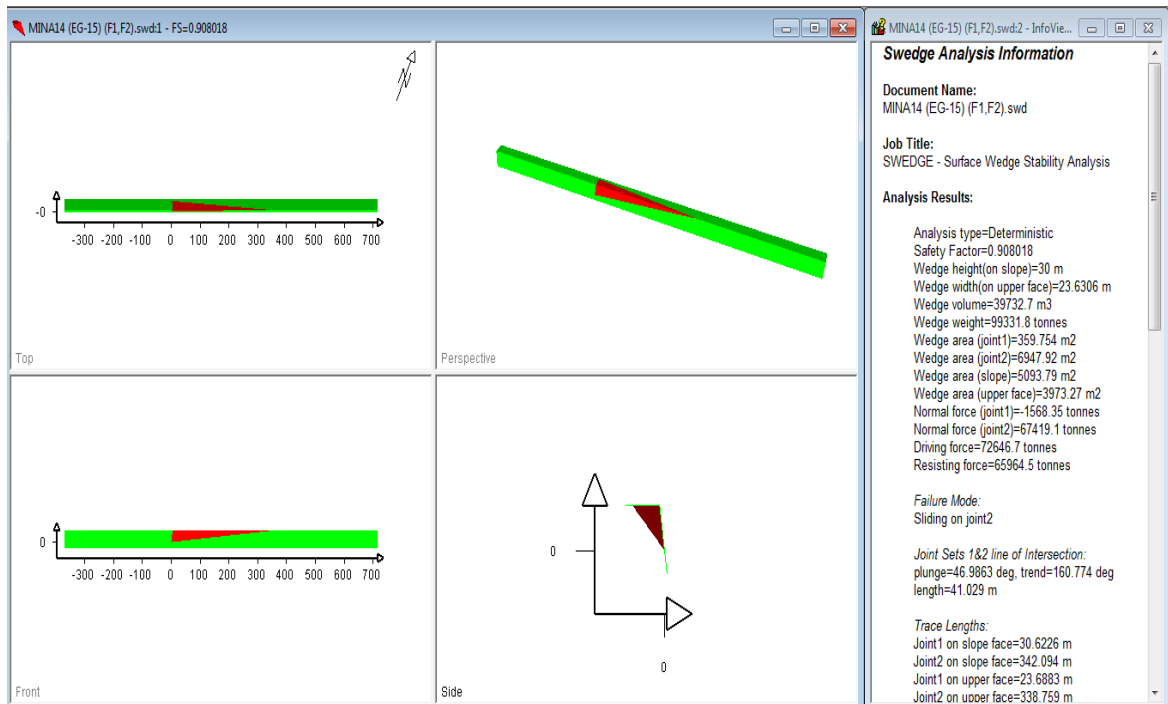 MINA14 (EG-15) (F1,F2).swd:1 - FS=0.908018
N
-0
-300 -200 -100 0 100 200 300 400 500 600 700
Top
Perspective
0
-300 -200 -100 0 100 200 300 400 500 600 700
Front
0
0
Side
MINA14 (EG-15) (F1,F2).swd:2 - InfoVie...
Swedge Analysis Information
Document Name:
MINA14 (EG-15) (F1,F2).swd
Job Title:
SWEDGE - Surface Wedge Stability Analysis
Analysis Results:
Analysis type=Deterministic
Safety Factor=0.908018
Wedge height(on slope)=30 m
Wedge width(on upper face)=23.6306 m
Wedge volume=39732.7 m3
Wedge weight=99331.8 tonnes
Wedge area (joint1)=359.754 m2
Wedge area (joint2)=6947.92 m2
Wedge area (slope)=5093.79 m2
Wedge area (upper face)=3973.27 m2
Normal force (joint1)=-1568.35 tonnes
Normal force (joint2)=67419.1 tonnes
Driving force=72646.7 tonnes
Resisting force=65964.5 tonnes
Failure Mode:
Sliding on joint2
Joint Sets 1&2 line of Intersection:
plunge=46.9863 deg, trend=160.774 deg
length=41.029 m
Trace Lengths:
Joint1 on slope face=30.6226 m
Joint2 on slope face=342.094 m
Joint1 on upper face=23.6883 m
Joint2 on upper face=338.759 m